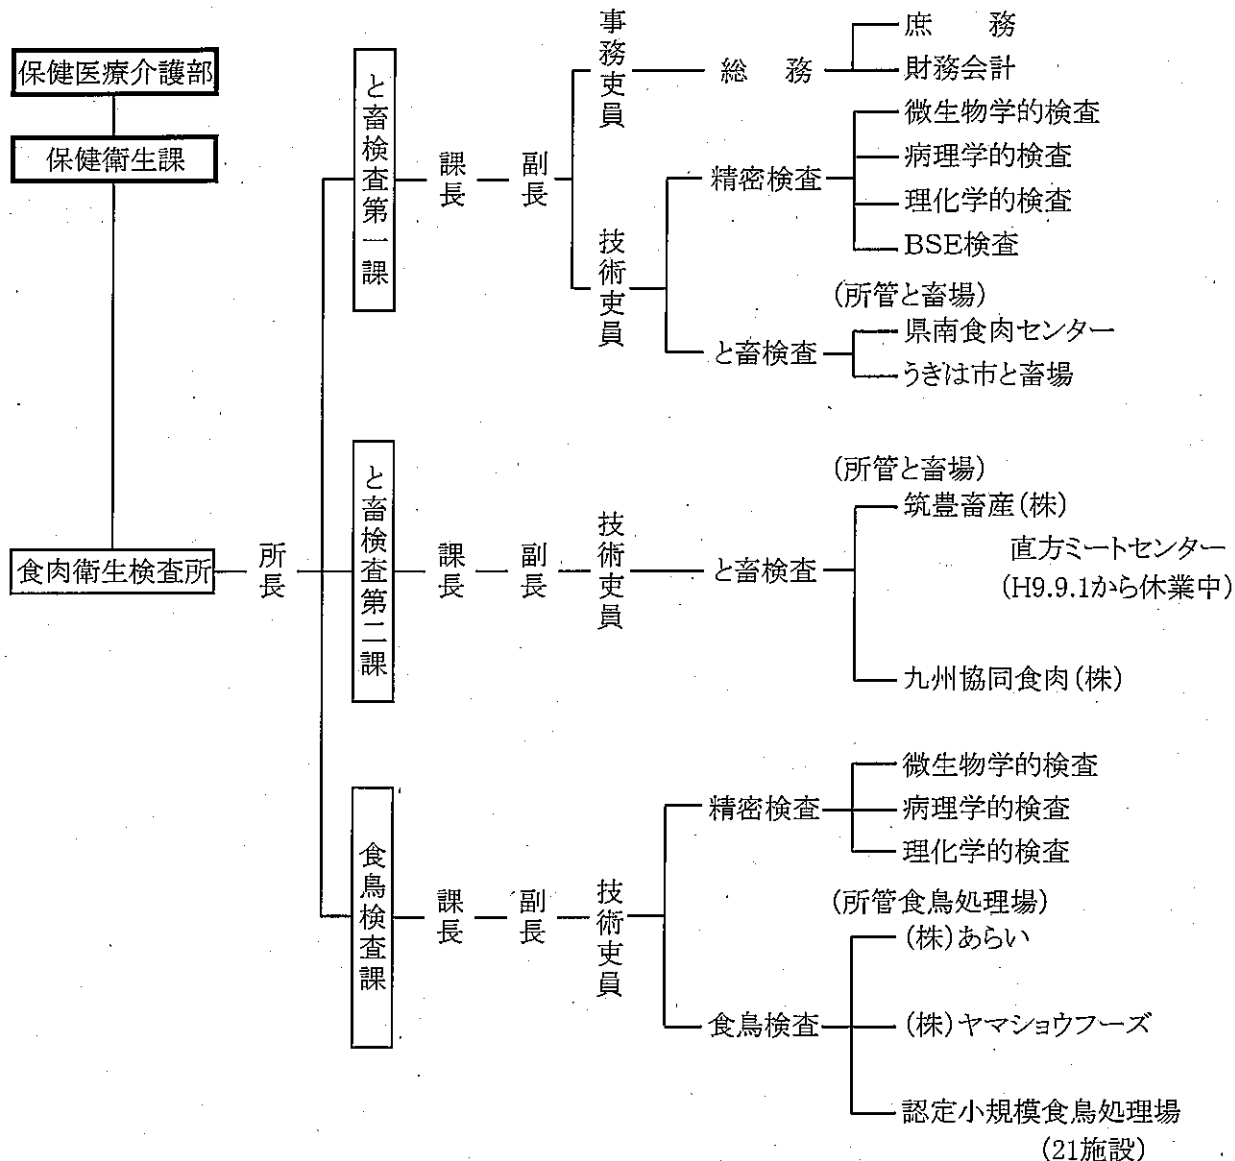 保健医療介護部
保健衛生課
食肉衛生検査所
所長
と畜検査第一課
課長
副長
事務吏員
総　務
庶　務
財務会計
技術吏員
精密検査
微生物学的検査
病理学的検査
理化学的検査
BSE検査
と畜検査
(所管と畜場)
県南食肉センター
うきは市と畜場
と畜検査第二課
課長
副長
技術吏員
と畜検査
(所管と畜場)
筑豊畜産(株)
直方ミートセンター
(H9.9.1から休業中)
九州協同食肉(株)
食鳥検査課
課長
副長
技術吏員
精密検査
微生物学的検査
病理学的検査
理化学的検査
食鳥検査
(所管食鳥処理場)
(株)あらい
(株)ヤマショウフーズ
認定小規模食鳥処理場
(21施設)